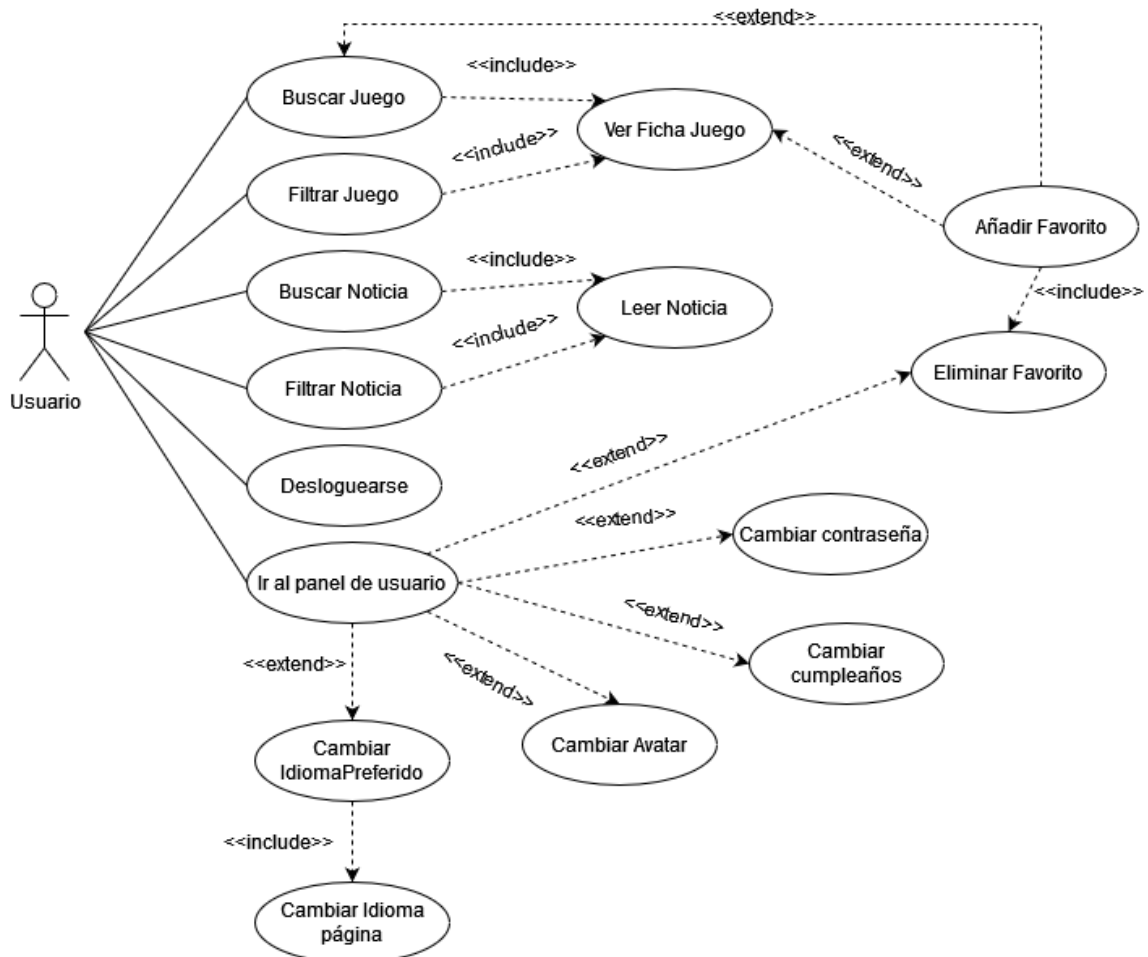 <<extend>>
<<include>>
Buscar Juego
Ver Ficha Juego
<<include>>
<<extend>>
Filtrar Juego
Añadir Favorito
<<include>>
Buscar Noticia
<<include>>
Leer Noticia
<<include>>
Eliminar Favorito
Filtrar Noticia
Usuario
<<extend>>
Desloguearse
<<extend>>
Cambiar contraseña
Ir al panel de usuario
<<extend>>
Cambiar
cumpleaños
<<extend>>
<<extend>>
Cambiar
IdiomaPreferido
Cambiar Avatar
<<include>>
Cambiar Idioma
página